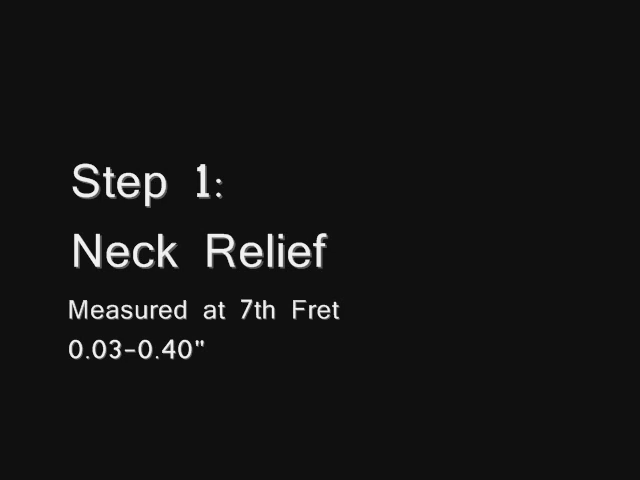 Step 1:
Neck Relief
Measured at 7th Fret
0.03-0.40"